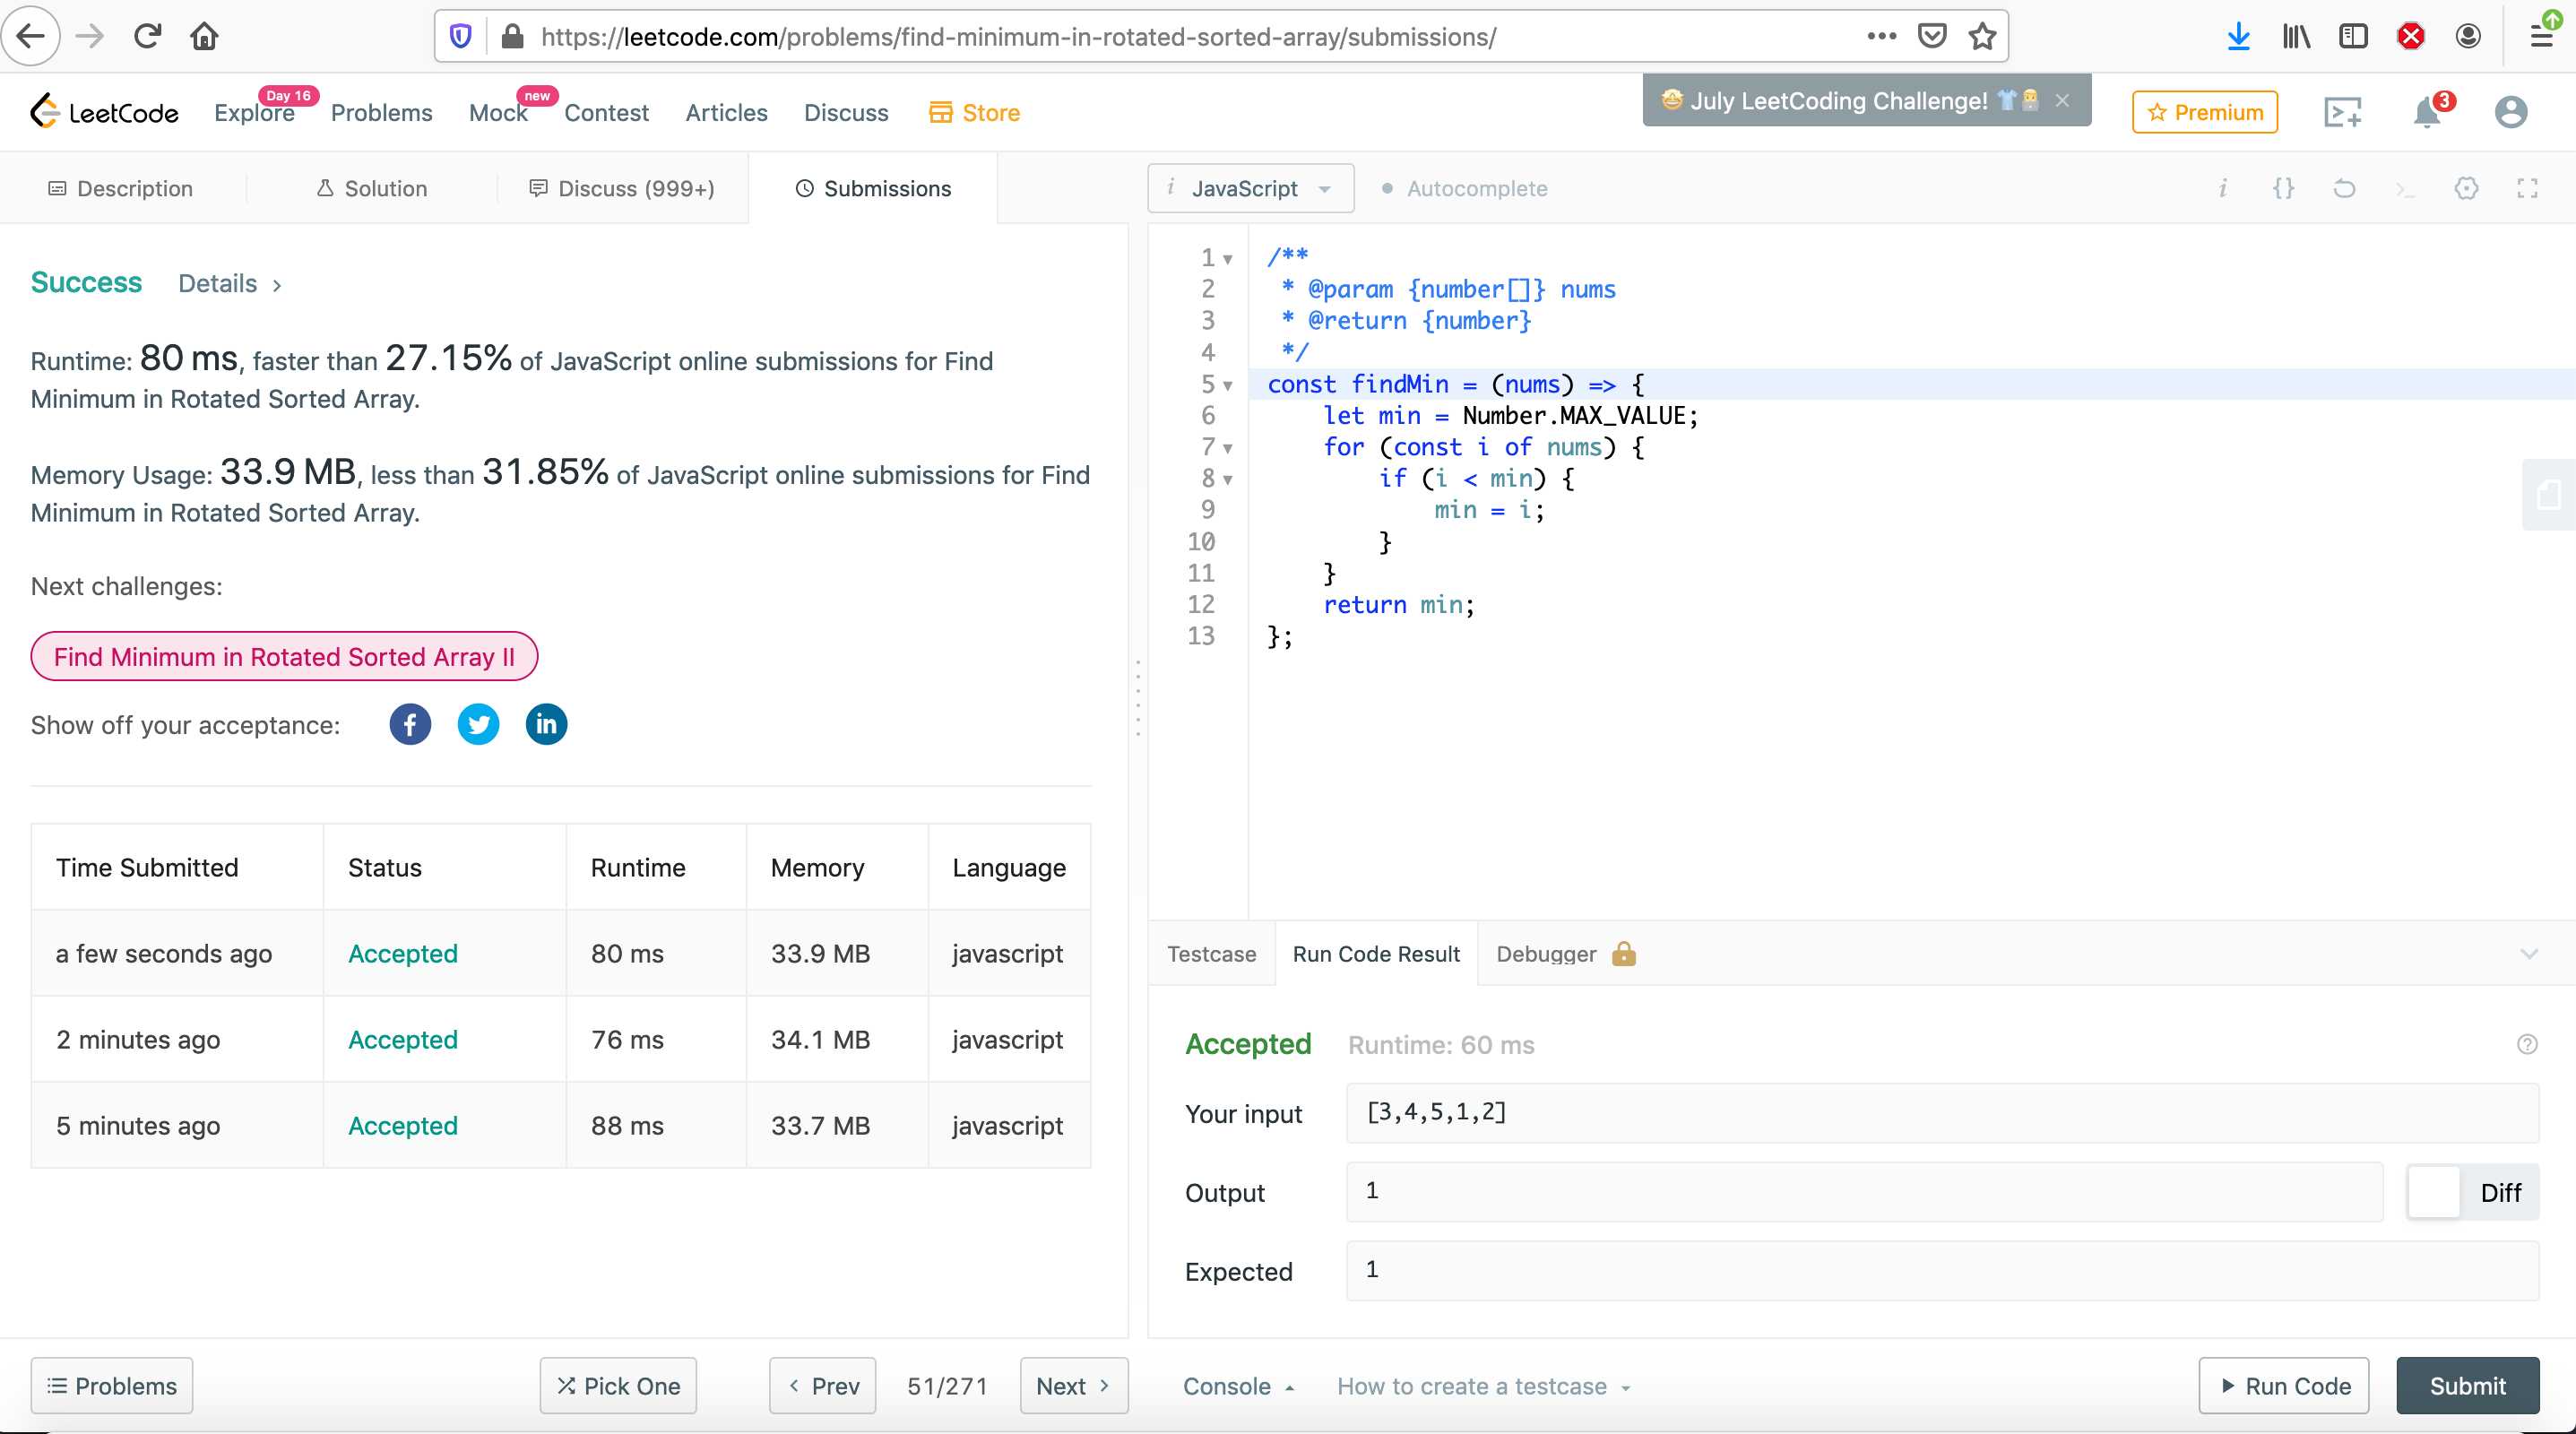 https://leetcode.com/problems/find-minimum-in-rotated-sorted-array/submissions/
LeetCode Explore Day 16 Problems Mock new Contest Articles Discuss Store
July LeetCoding Challenge! Premium 3
Description Solution Discuss (999+) Submissions
i JavaScript Autocomplete i {}
Success Details
Runtime: 80 ms, faster than 27.15% of JavaScript online submissions for Find
Minimum in Rotated Sorted Array.
Memory Usage: 33.9 MB, less than 31.85% of JavaScript online submissions for Find
Minimum in Rotated Sorted Array.
Next challenges:
Find Minimum in Rotated Sorted Array II
Show off your acceptance: f in
Time Submitted Status Runtime Memory Language
a few seconds ago Accepted 80 ms 33.9 MB javascript
2 minutes ago Accepted 76 ms 34.1 MB javascript
5 minutes ago Accepted 88 ms 33.7 MB javascript
1 /**
2 * @param {number[]} nums
3 * @return {number}
4 */
5 const findMin = (nums) => {
6 let min = Number.MAX_VALUE;
7 for (const i of nums) {
8 if (i < min) {
9 min = i;
10 }
11 }
12 return min;
13 };
Testcase Run Code Result Debugger
Accepted Runtime: 60 ms
Your input [3,4,5,1,2]
Output 1 Diff
Expected 1
Problems Pick One Prev 51/271 Next
Console How to create a testcase Run Code Submit